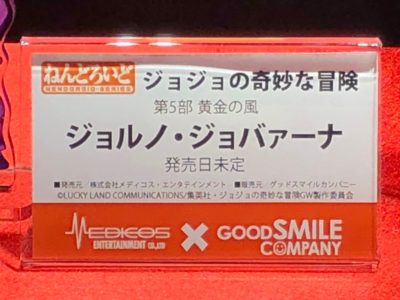 ねんどろいど
NENDOROID-SERIES
ジョジョの奇妙な冒険
第5部 黄金の風
ジョルノ・ジョバァーナ
発売日未定
■発売元：株式会社メディコス・エンタテインメント ■販売元：グッドスマイルカンパニー
©LUCKY LAND COMMUNICATIONS/集英社・ジョジョの奇妙な冒険GW製作委員会
MEDICOS
ENTERTAINMENT CO.,LTD
×
GOOD SMILE
COMPANY